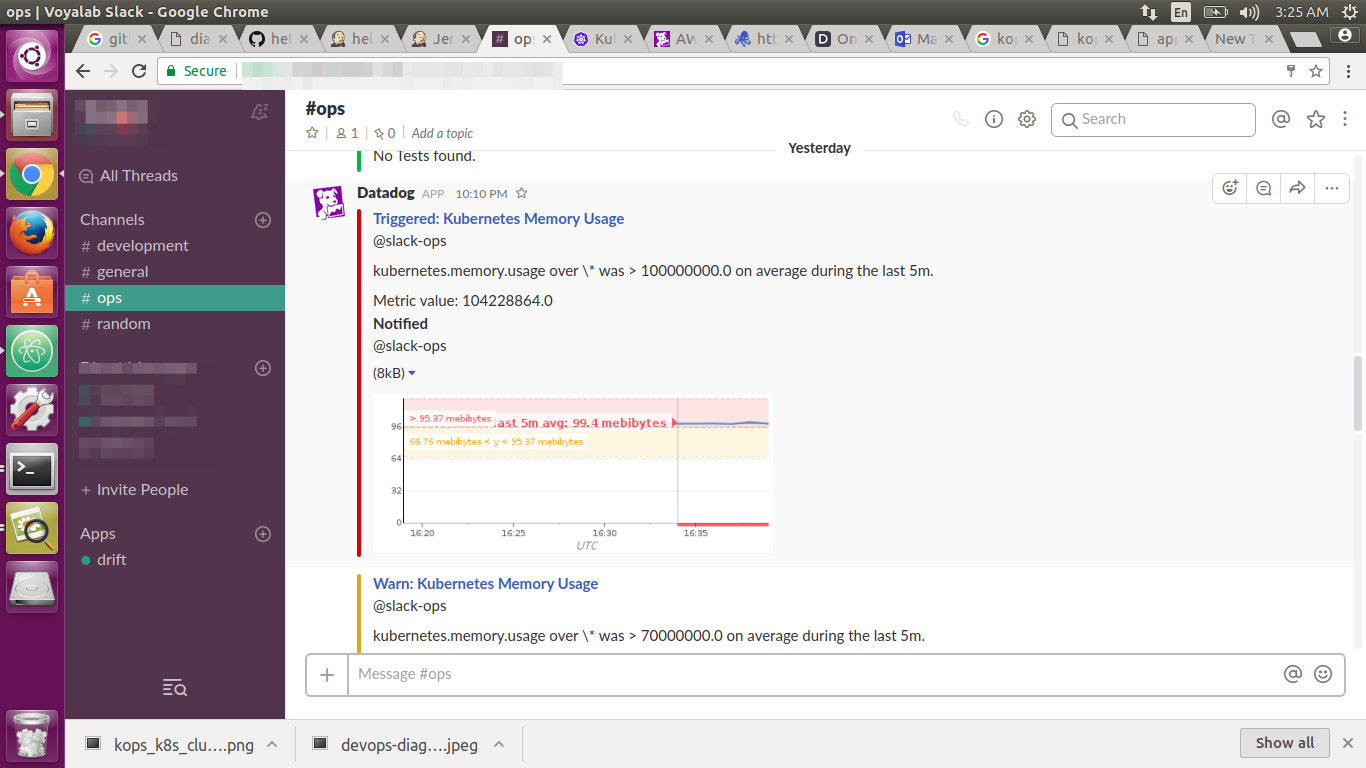 ops | Voyalab Slack - Google Chrome
En
3:25 AM
git
dia
hel
hel
Jer
ops
Kul
AW
htt
On
Ma
kop
kop
app
New T
Secure
#ops
1
0
Add a topic
Search
All Threads
Channels
# development
# general
# ops
# random
+ Invite People
Apps
drift
Yesterday
No Tests found.
Datadog APP 10:10 PM
Triggered: Kubernetes Memory Usage
@slack-ops
kubernetes.memory.usage over \* was > 100000000.0 on average during the last 5m.
Metric value: 104228864.0
Notified
@slack-ops
(8kB)
> 95.37 mebibytes
last 5m avg: 99.4 mebibytes
66.76 mebibytes < y < 95.37 mebibytes
96
64
32
0
16:20 16:25 16:30 16:35
UTC
Warn: Kubernetes Memory Usage
@slack-ops
kubernetes.memory.usage over \* was > 70000000.0 on average during the last 5m.
Message #ops
kops_k8s_clu....png
devops-diag....jpeg
Show all